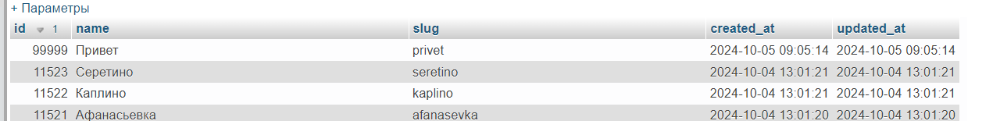 + Параметры
id 1 name slug created_at updated_at
99999 Привет privet 2024-10-05 09:05:14 2024-10-05 09:05:14
11523 Серетино seretino 2024-10-04 13:01:21 2024-10-04 13:01:21
11522 Каплино kaplino 2024-10-04 13:01:21 2024-10-04 13:01:21
11521 Афанасьевка afanasevka 2024-10-04 13:01:20 2024-10-04 13:01:20